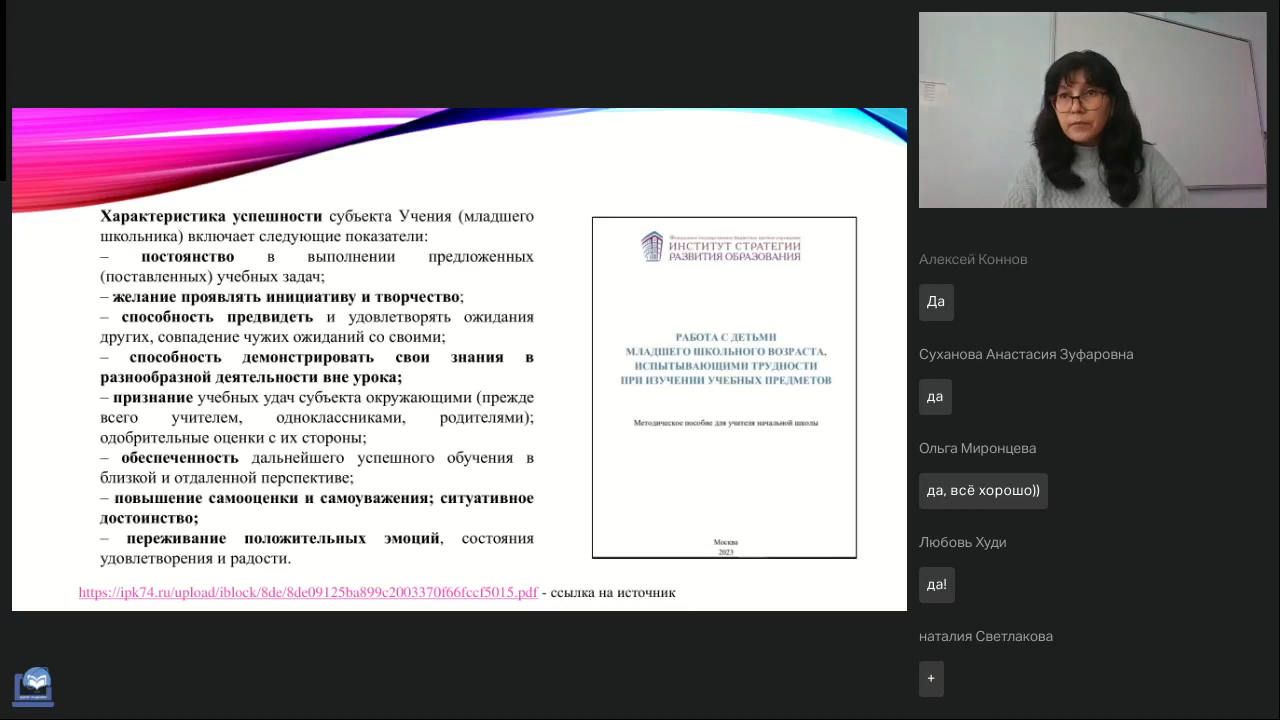 Характеристика успешности субъекта Учения (младшего
школьника) включает следующие показатели:
– постоянство в выполнении предложенных
(поставленных) учебных задач;
– желание проявлять инициативу и творчество;
– способность предвидеть и удовлетворять ожидания
других, совпадение чужих ожиданий со своими;
– способность демонстрировать свои знания в
разнообразной деятельности вне урока;
– признание учебных удач субъекта окружающими (прежде
всего учителем, одноклассниками, родителями);
одобрительные оценки с их стороны;
– обеспеченность дальнейшего успешного обучения в
близкой и отдаленной перспективе;
– повышение самооценки и самоуважения; ситуативное
достоинство;
– переживание положительных эмоций, состояния
удовлетворения и радости.
ИНСТИТУТ СТРАТЕГИИ
РАЗВИТИЯ ОБРАЗОВАНИЯ
РАБОТА С ДЕТЬМИ
МЛАДШЕГО ШКОЛЬНОГО ВОЗРАСТА,
ИСПЫТЫВАЮЩИМИ ТРУДНОСТИ
ПРИ ИЗУЧЕНИИ УЧЕБНЫХ ПРЕДМЕТОВ
Методическое пособие для учителя начальной школы
Москва
2023
https://ipk74.ru/upload/iblock/8de/8de09125ba899c2003370f66fccf5015.pdf - ссылка на источник
Алексей Коннов
Да
Суханова Анастасия Зуфаровна
да
Ольга Миронцева
да, всё хорошо))
Любовь Худи
да!
наталия Светлакова
+